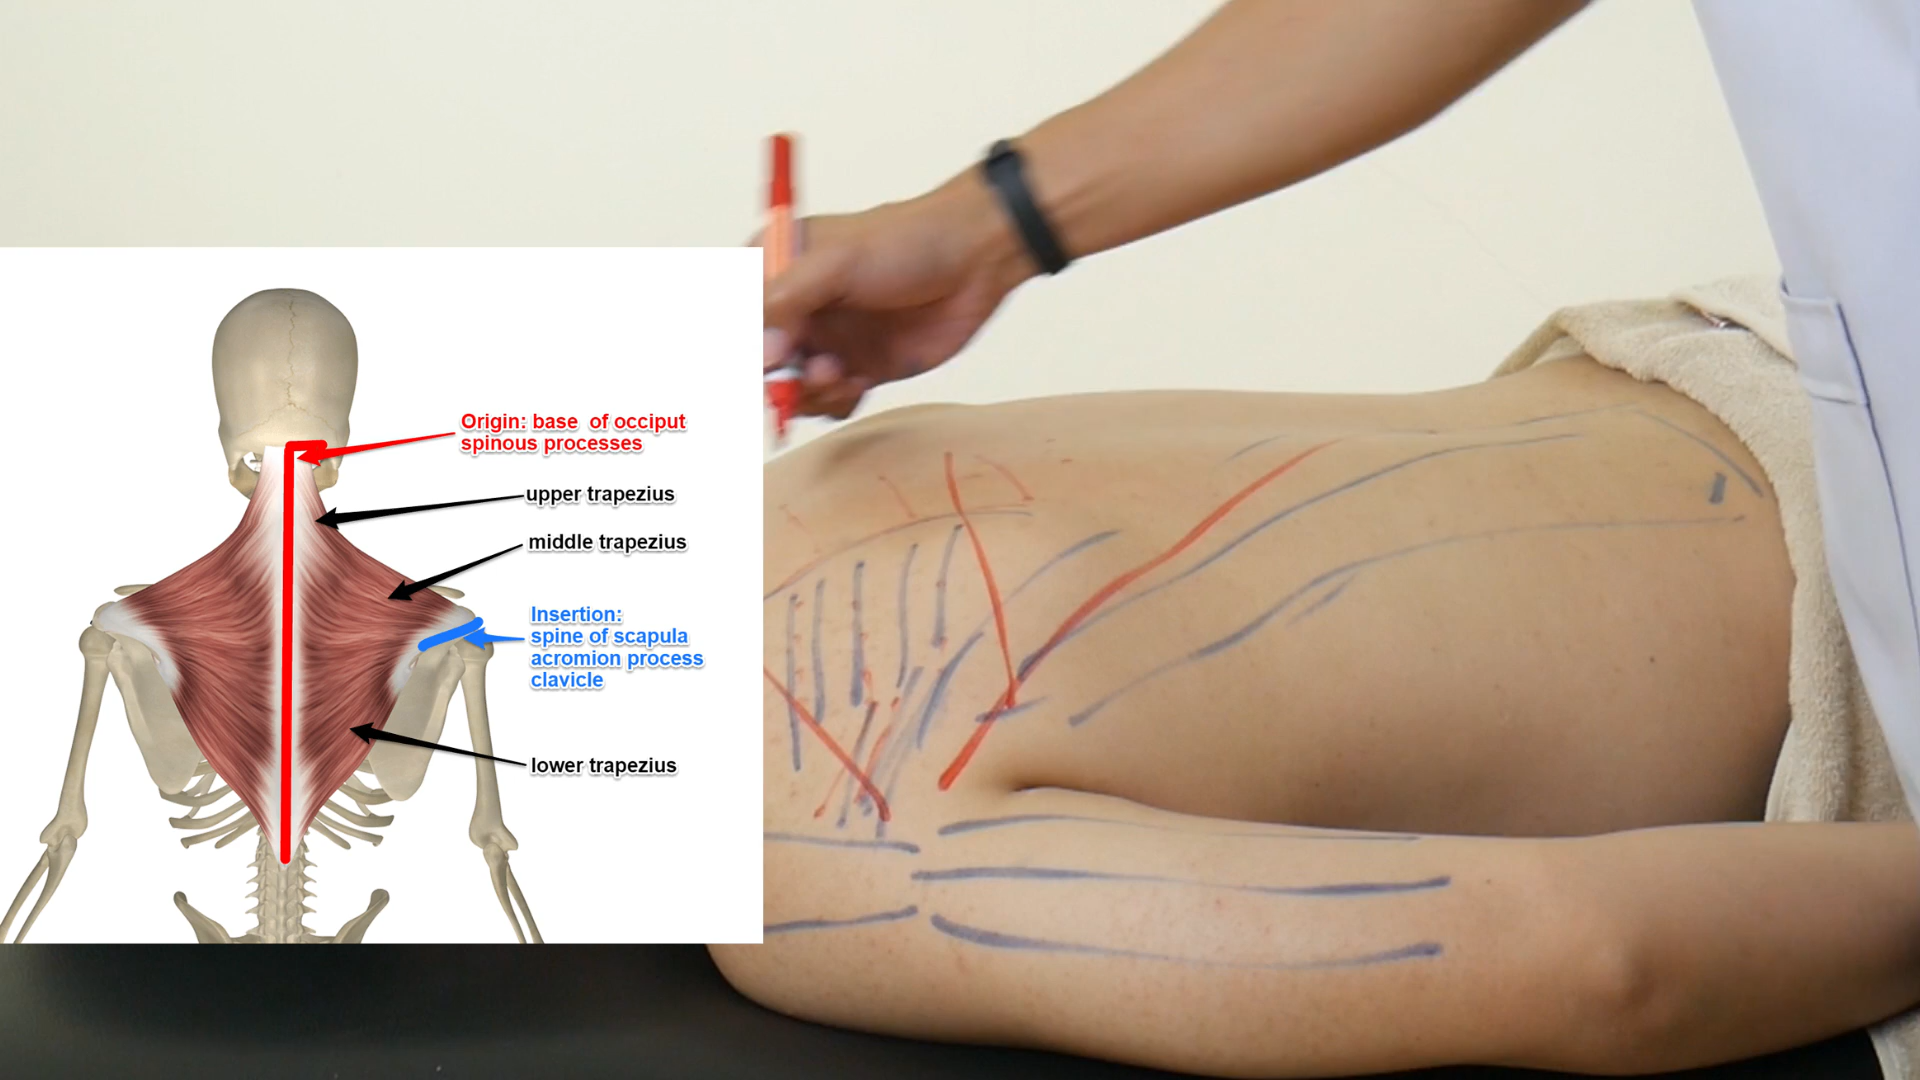 Origin: base of occiput
spinous processes
upper trapezius
middle trapezius
Insertion:
spine of scapula
acromion process
clavicle
lower trapezius